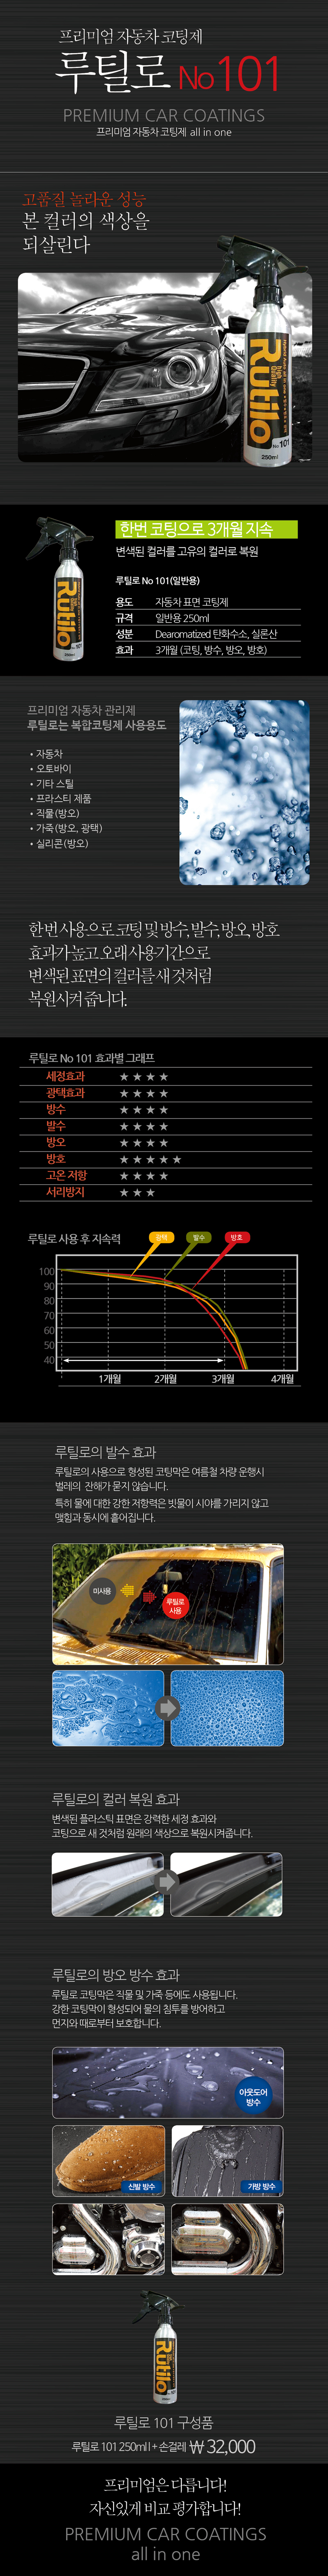 프리미엄 자동차 코팅제
루틸로 No101
PREMIUM CAR COATINGS
프리미엄 자동차 코팅제 all in one
고품질 놀라운 성능
본 컬러의 색상을
되살린다
Rutilo
No 101
250ml
한번 코팅으로 3개월 지속
변색된 컬러를 고유의 컬러로 복원
루틸로 No 101(일반용)
용도 자동차 표면 코팅제
규격 일반용 250ml
성분 Dearomatized 탄화수소, 실론산
효과 3개월 (코팅, 방수, 방오, 방호)
Rutilo
프리미엄 자동차 관리제
루틸로는 복합코팅제 사용용도
• 자동차
• 오토바이
• 기타 스틸
• 프라스티 제품
• 직물(방오)
• 가죽(방오, 광택)
• 실리콘(방오)
한번 사용으로 코팅 및 방수, 발수, 방오, 방호
효과가 높고 오래 사용기간으로
변색된 표면의 컬러를 새 것처럼
복원시켜 줍니다.
루틸로 No 101 효과별 그래프
세정효과 ★ ★ ★ ★
광택효과 ★ ★ ★ ★
방수 ★ ★ ★ ★
발수 ★ ★ ★ ★
방오 ★ ★ ★ ★
방호 ★ ★ ★ ★ ★
고온 저항 ★ ★ ★ ★
서리방지 ★ ★ ★
루틸로 사용 후 지속력
광택 발수 방호
100
90
80
70
60
50
40
1개월 2개월 3개월 4개월
루틸로의 발수 효과
루틸로의 사용으로 형성된 코팅막은 여름철 차량 운행시
벌레의 잔해가 묻지 않습니다.
특히 물에 대한 강한 저항력은 빗물이 시야를 가리지 않고
맺힘과 동시에 흩어집니다.
미사용
루틸로
사용
루틸로의 컬러 복원 효과
변색된 플라스틱 표면은 강력한 세정 효과와
코팅으로 새 것처럼 원래의 색상으로 복원시켜줍니다.
루틸로의 방오 방수 효과
루틸로 코팅막은 직물 및 가죽 등에도 사용됩니다.
강한 코팅막이 형성되어 물의 침투를 방어하고
먼지와 때로부터 보호합니다.
아웃도어
방수
신발 방수
가방 방수
Rutilo
루틸로 101 구성품
루틸로 101 250ml l + 손걸레 ₩ 32,000
프리미엄은 다릅니다!
자신있게 비교 평가합니다!
PREMIUM CAR COATINGS
all in one